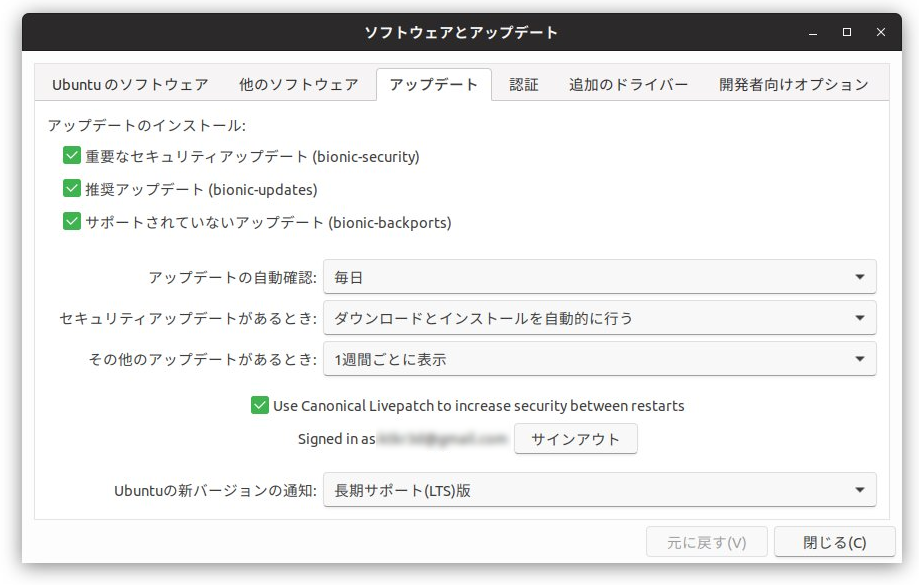 ソフトウェアとアップデート
Ubuntu のソフトウェア 他のソフトウェア アップデート 認証 追加のドライバー 開発者向けオプション
アップデートのインストール:
重要なセキュリティアップデート (bionic-security)
推奨アップデート (bionic-updates)
サポートされていないアップデート (bionic-backports)
アップデートの自動確認: 毎日
セキュリティアップデートがあるとき: ダウンロードとインストールを自動的に行う
その他のアップデートがあるとき: 1週間ごとに表示
Use Canonical Livepatch to increase security between restarts
Signed in as サインアウト
Ubuntuの新バージョンの通知: 長期サポート(LTS)版
元に戻す(V) 閉じる(C)